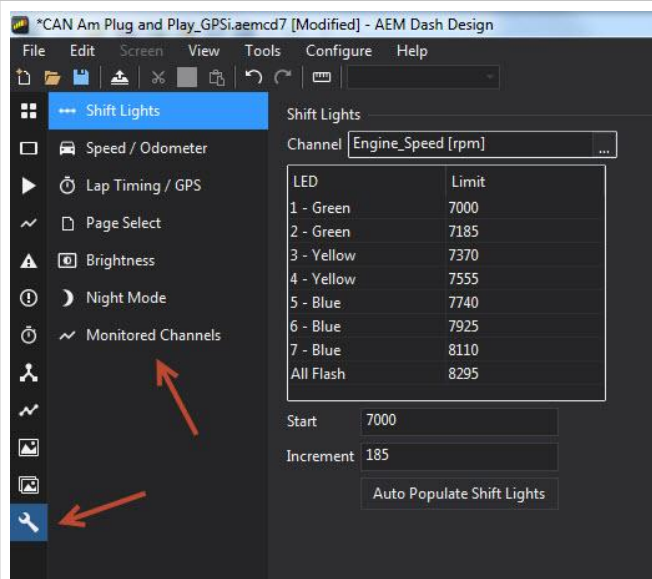 *CAN Am Plug and Play_GPSi.aemcd7 [Modified] - AEM Dash Design
File Edit Screen View Tools Configure Help
Shift Lights
Speed / Odometer
Lap Timing / GPS
Page Select
Brightness
Night Mode
Monitored Channels
Shift Lights
Channel Engine_Speed [rpm] ...
LED Limit
1 - Green 7000
2 - Green 7185
3 - Yellow 7370
4 - Yellow 7555
5 - Blue 7740
6 - Blue 7925
7 - Blue 8110
All Flash 8295
Start 7000
Increment 185
Auto Populate Shift Lights